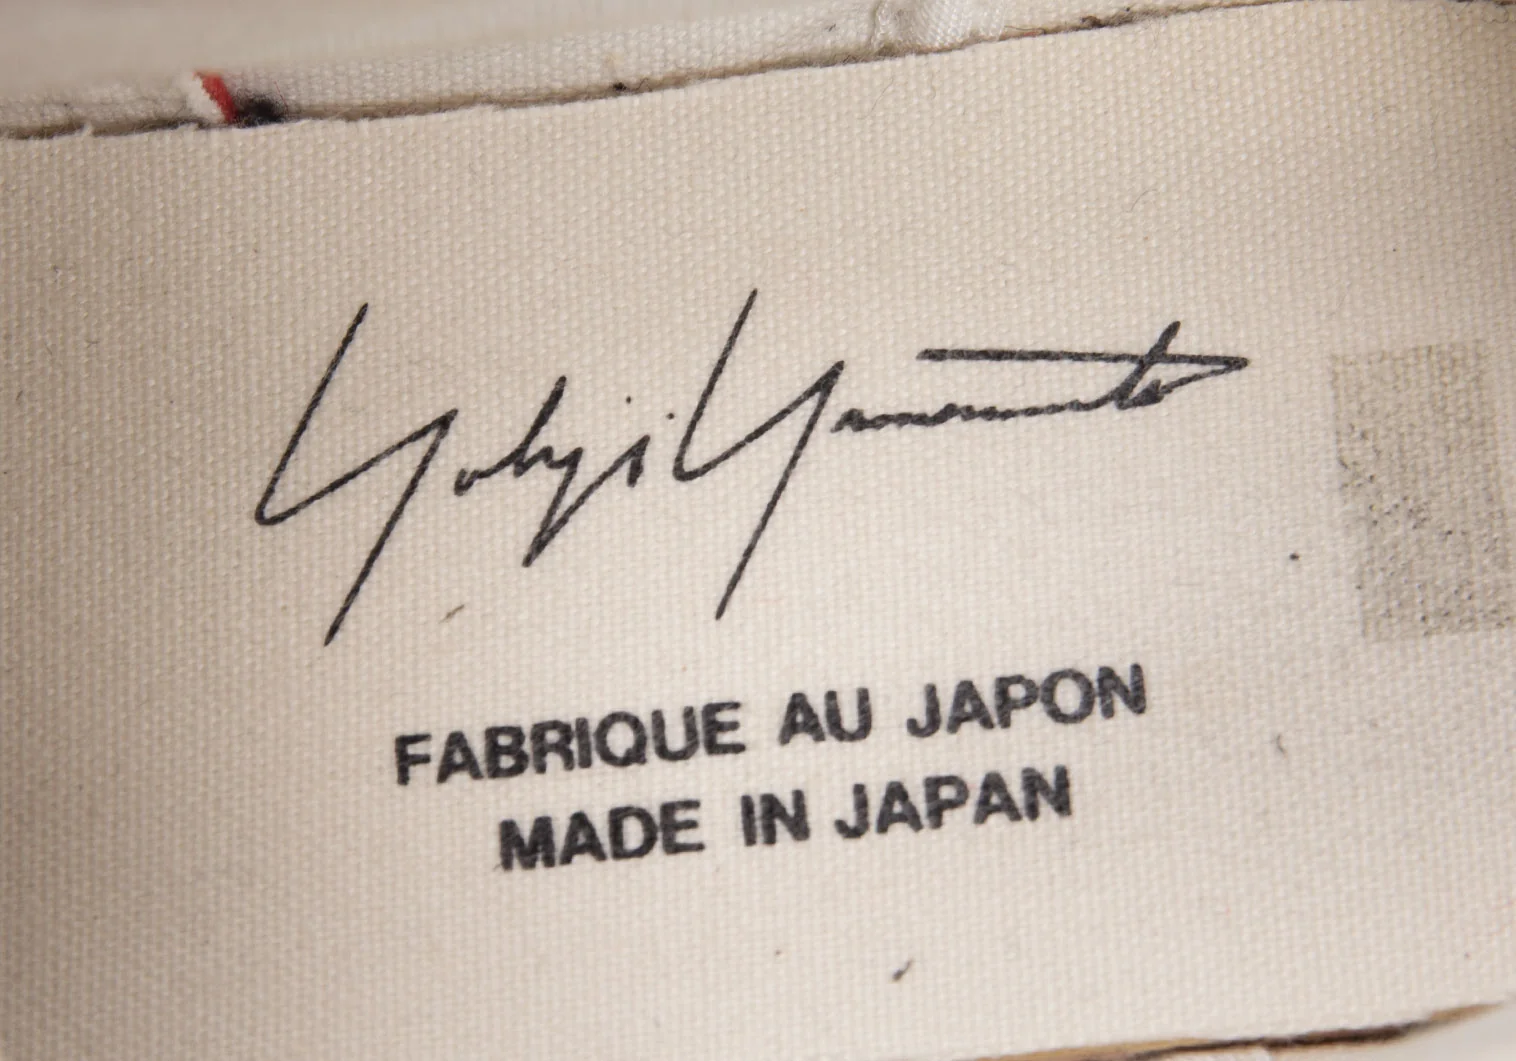 Yohji Yamamoto
FABRIQUE AU JAPON
MADE IN JAPAN